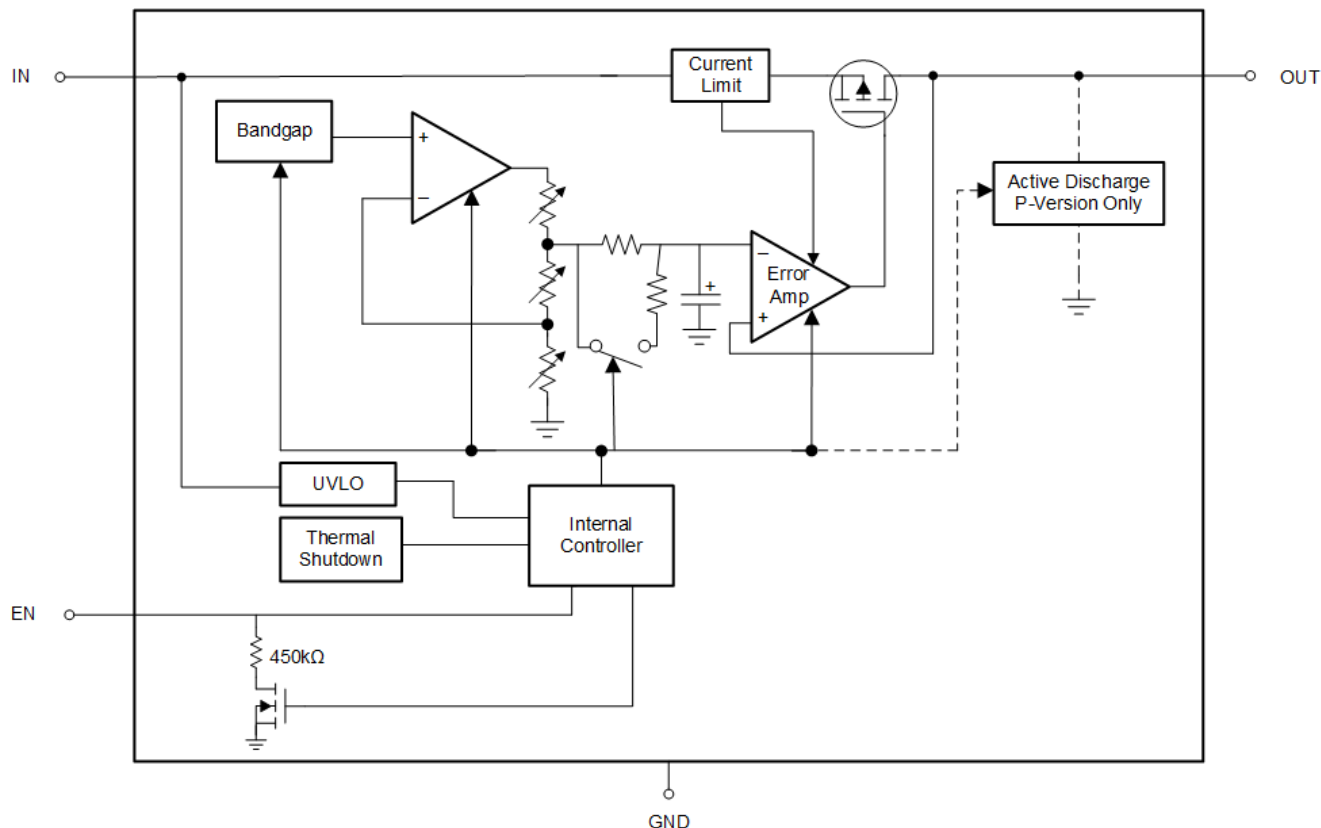 IN
Current
Limit
OUT
Bandgap
+
−
Active Discharge
P-Version Only
+
−
Error
Amp
+
UVLO
Thermal
Shutdown
Internal
Controller
EN
450kΩ
GND